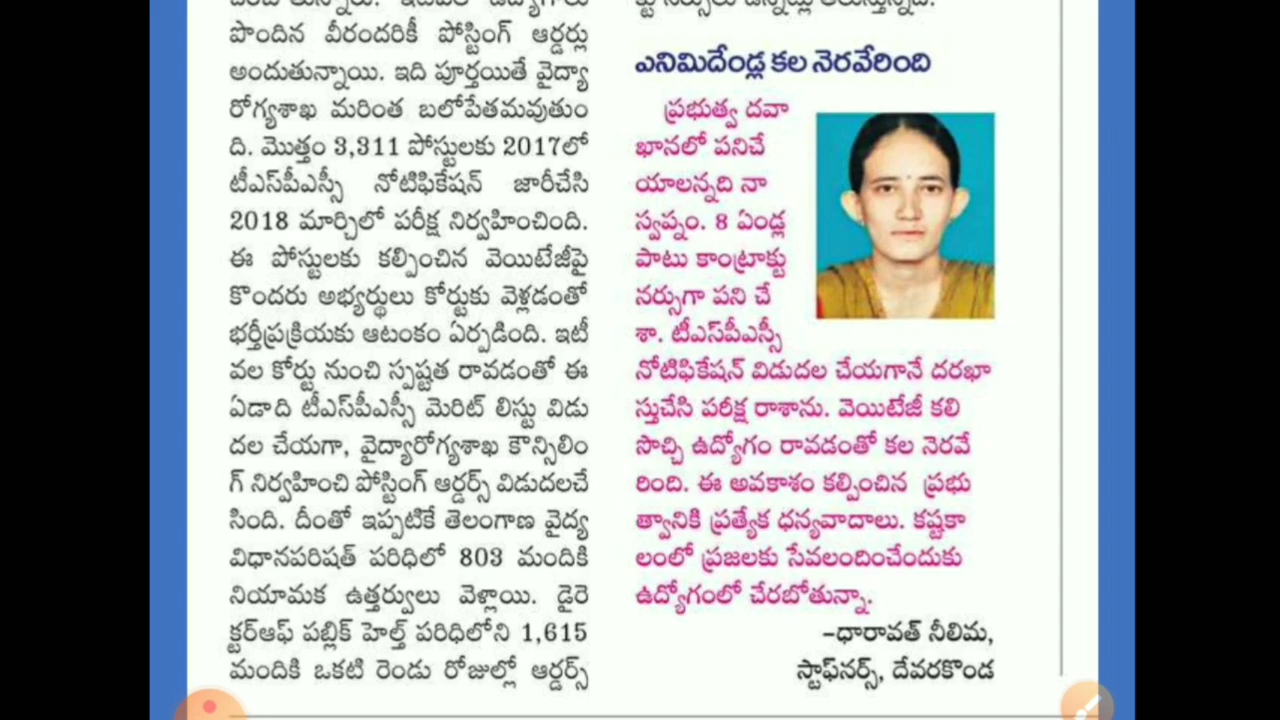 పొందిన వీరందరికీ పోస్టింగ్ ఆర్డర్లు
అందుతున్నాయి. ఇది పూర్తయితే వైద్యా
రోగ్యశాఖ మరింత బలోపేతమవుతుం
ది. మొత్తం 3,311 పోస్టులకు 2017లో
టీఎస్‌పీఎస్సీ నోటిఫికేషన్ జారీచేసి
2018 మార్చిలో పరీక్ష నిర్వహించింది.
ఈ పోస్టులకు కల్పించిన వెయిటేజీపై
కొందరు అభ్యర్థులు కోర్టుకు వెళ్లడంతో
భర్తీప్రక్రియకు ఆటంకం ఏర్పడింది. ఇటీ
వల కోర్టు నుంచి స్పష్టత రావడంతో ఈ
ఏడాది టీఎస్‌పీఎస్సీ మెరిట్ లిస్టు విడు
దల చేయగా, వైద్యారోగ్యశాఖ కౌన్సిలిం
గ్ నిర్వహించి పోస్టింగ్ ఆర్డర్స్ విడుదలచే
సింది. దీంతో ఇప్పటికే తెలంగాణ వైద్య
విధానపరిషత్ పరిధిలో 803 మందికి
నియామక ఉత్తర్వులు వెళ్లాయి. డైరె
క్టర్‌ఆఫ్ పబ్లిక్ హెల్త్ పరిధిలోని 1,615
మందికి ఒకటి రెండు రోజుల్లో ఆర్డర్స్
ఎనిమిదేండ్ల కల నెరవేరింది
ప్రభుత్వ దవా
ఖానలో పనిచే
యాలన్నది నా
స్వప్నం. 8 ఏండ్ల
పాటు కాంట్రాక్టు
నర్సుగా పని చే
శా. టీఎస్‌పీఎస్సీ
నోటిఫికేషన్ విడుదల చేయగానే దరఖా
స్తుచేసి పరీక్ష రాశాను. వెయిటేజీ కలి
సొచ్చి ఉద్యోగం రావడంతో కల నెరవే
రింది. ఈ అవకాశం కల్పించిన ప్రభు
త్వానికి ప్రత్యేక ధన్యవాదాలు. కష్టకా
లంలో ప్రజలకు సేవలందించేందుకు
ఉద్యోగంలో చేరబోతున్నా.
–ధారావత్ నీలిమ,
స్టాఫ్‌నర్స్, దేవరకొండ